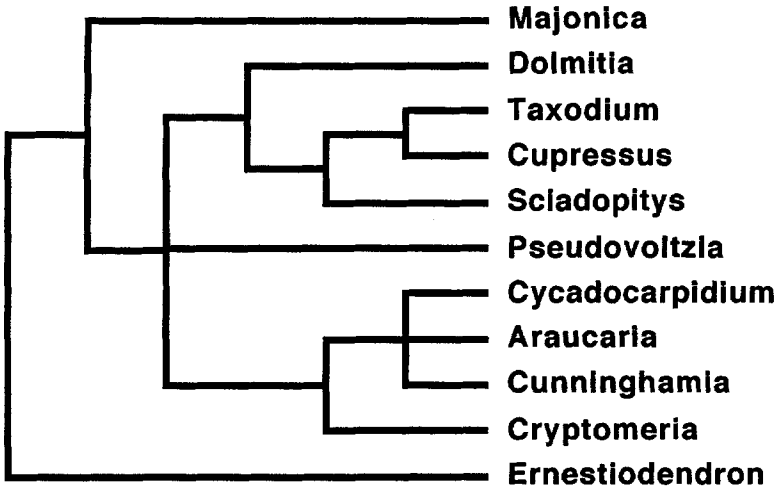 Majonica
Dolmitia
Taxodium
Cupressus
Sciadopitys
Pseudovoltzia
Cycadocarpidium
Araucaria
Cunninghamia
Cryptomeria
Ernestiodendron